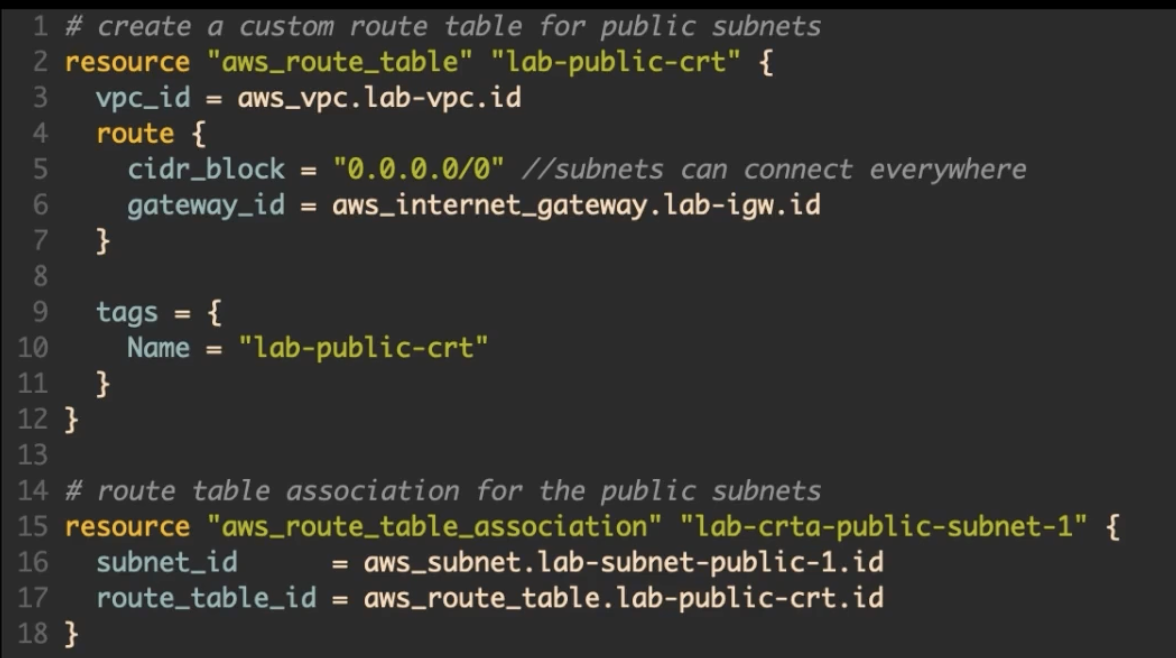 1 # create a custom route table for public subnets
2 resource "aws_route_table" "lab-public-crt" {
3   vpc_id = aws_vpc.lab-vpc.id
4   route {
5     cidr_block = "0.0.0.0/0" //subnets can connect everywhere
6     gateway_id = aws_internet_gateway.lab-igw.id
7   }
8
9   tags = {
10     Name = "lab-public-crt"
11   }
12 }
13
14 # route table association for the public subnets
15 resource "aws_route_table_association" "lab-crta-public-subnet-1" {
16   subnet_id      = aws_subnet.lab-subnet-public-1.id
17   route_table_id = aws_route_table.lab-public-crt.id
18 }